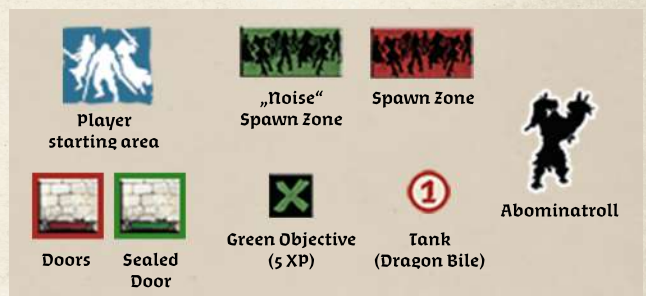 Player
starting area
„Noise“
Spawn Zone
Spawn Zone
Abominatroll
Doors
Sealed
Door
Green Objective
(5 XP)
1
Tank
(Dragon Bile)